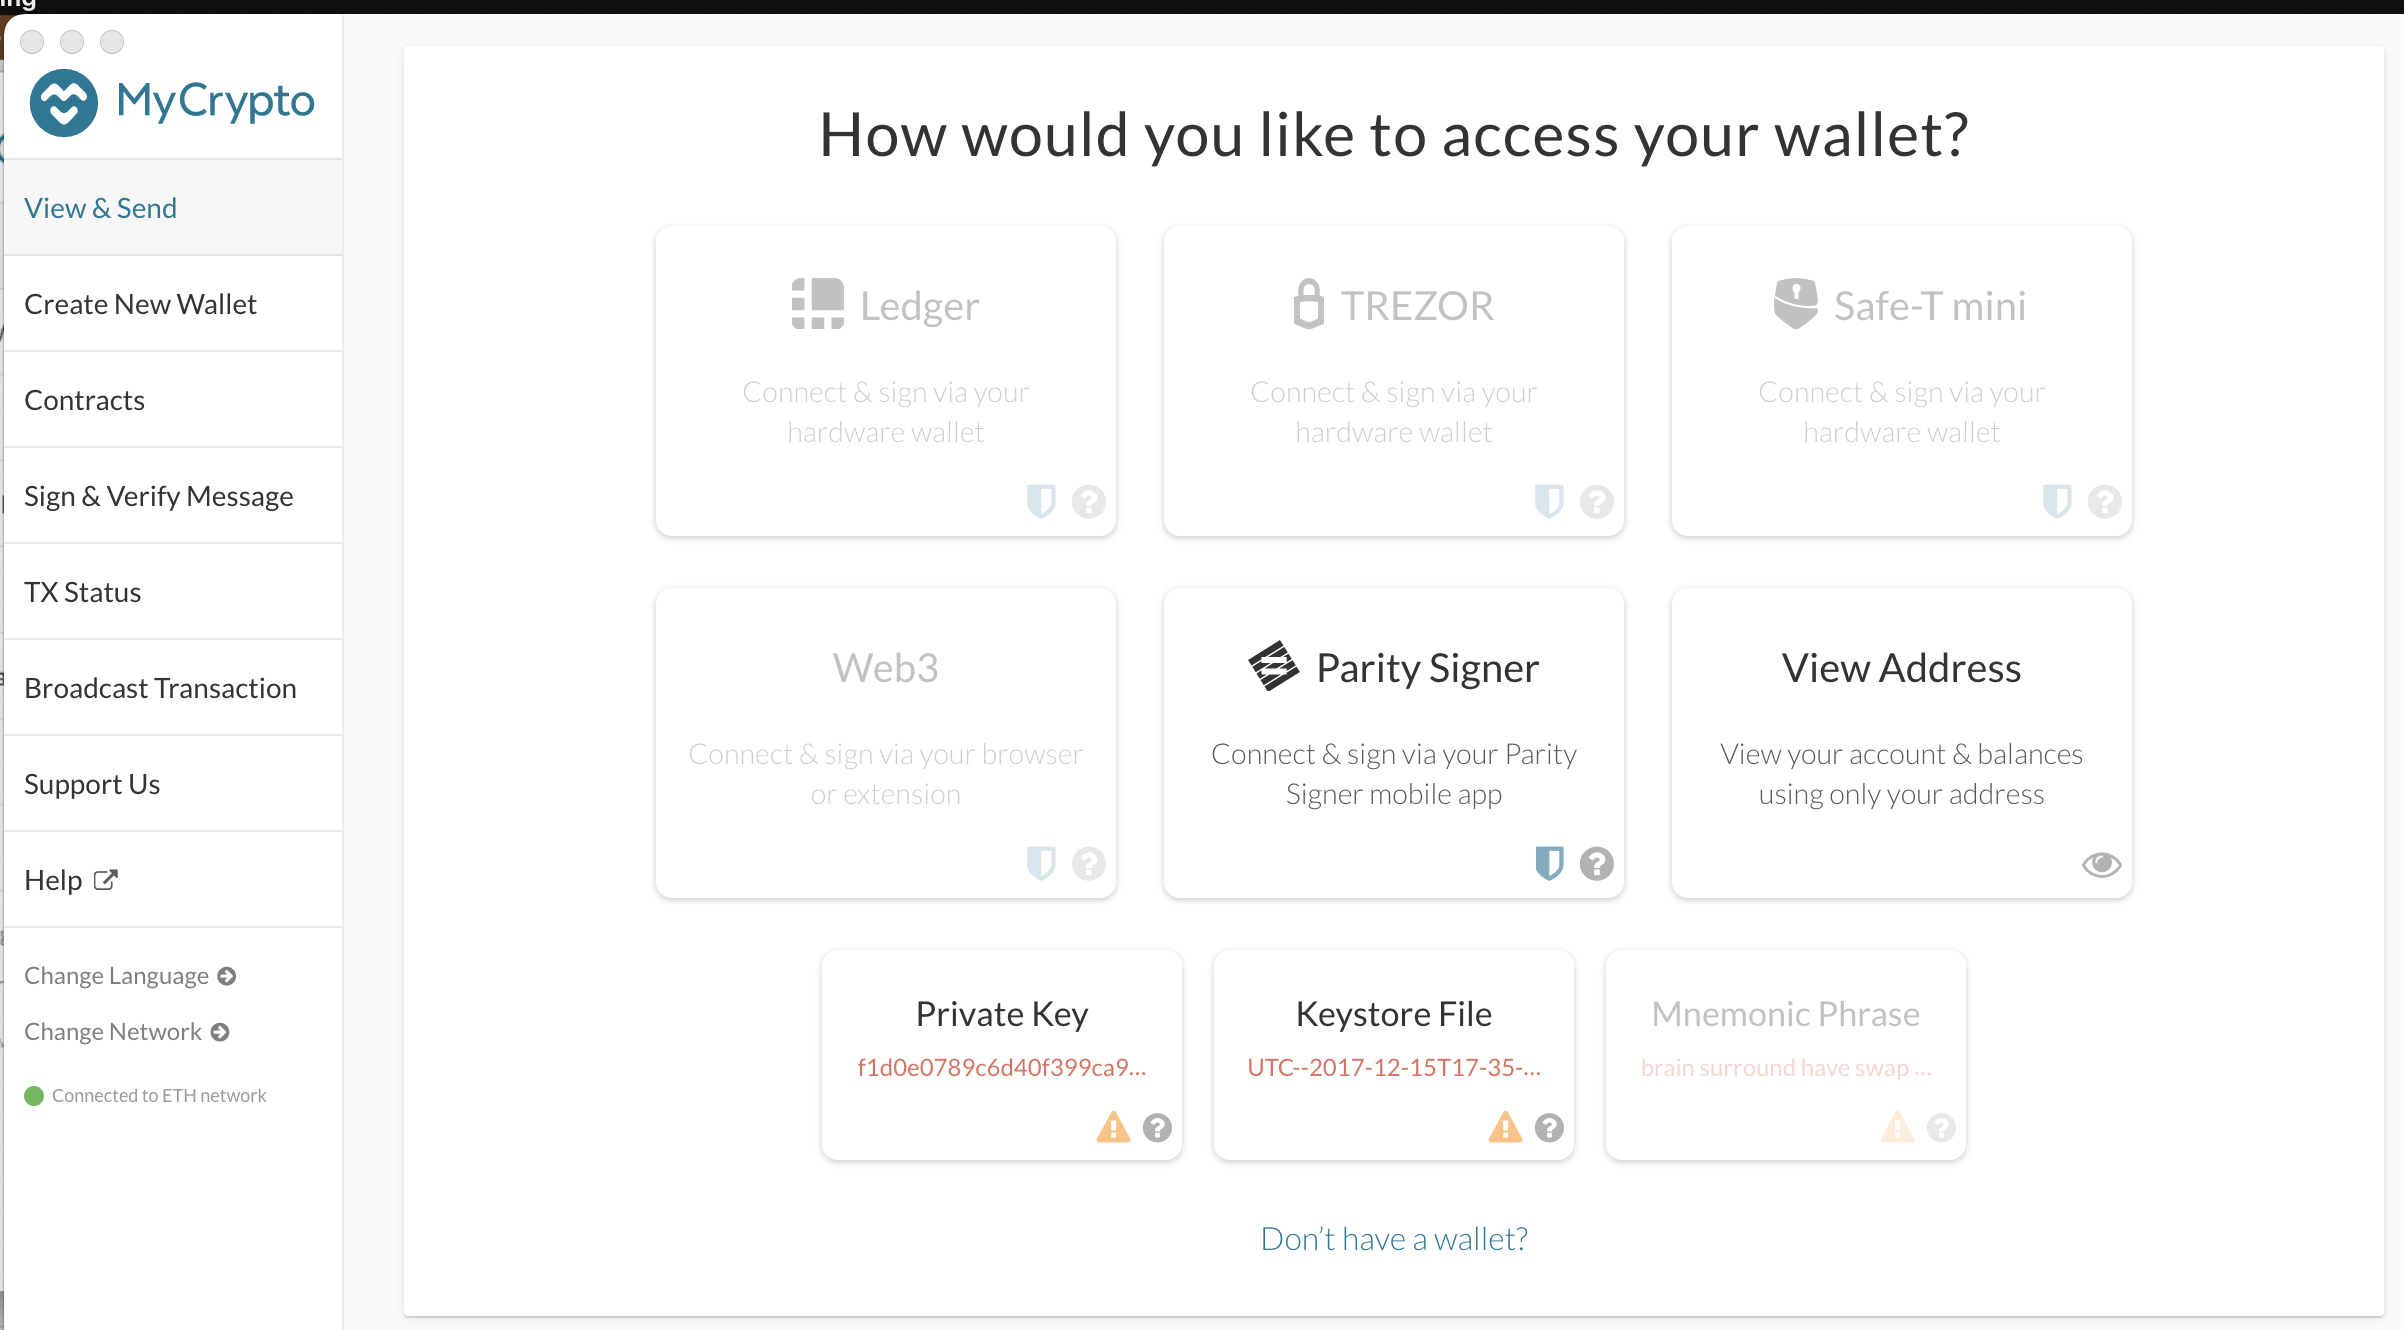 MyCrypto
View & Send
Create New Wallet
Contracts
Sign & Verify Message
TX Status
Broadcast Transaction
Support Us
Help
Change Language
Change Network
Connected to ETH network
How would you like to access your wallet?
Ledger
Connect & sign via your
hardware wallet
TREZOR
Connect & sign via your
hardware wallet
Safe-T mini
Connect & sign via your
hardware wallet
Web3
Connect & sign via your browser
or extension
Parity Signer
Connect & sign via your Parity
Signer mobile app
View Address
View your account & balances
using only your address
Private Key
f1d0e0789c6d40f399ca9...
Keystore File
UTC--2017-12-15T17-35-...
Mnemonic Phrase
brain surround have swap ...
Don’t have a wallet?